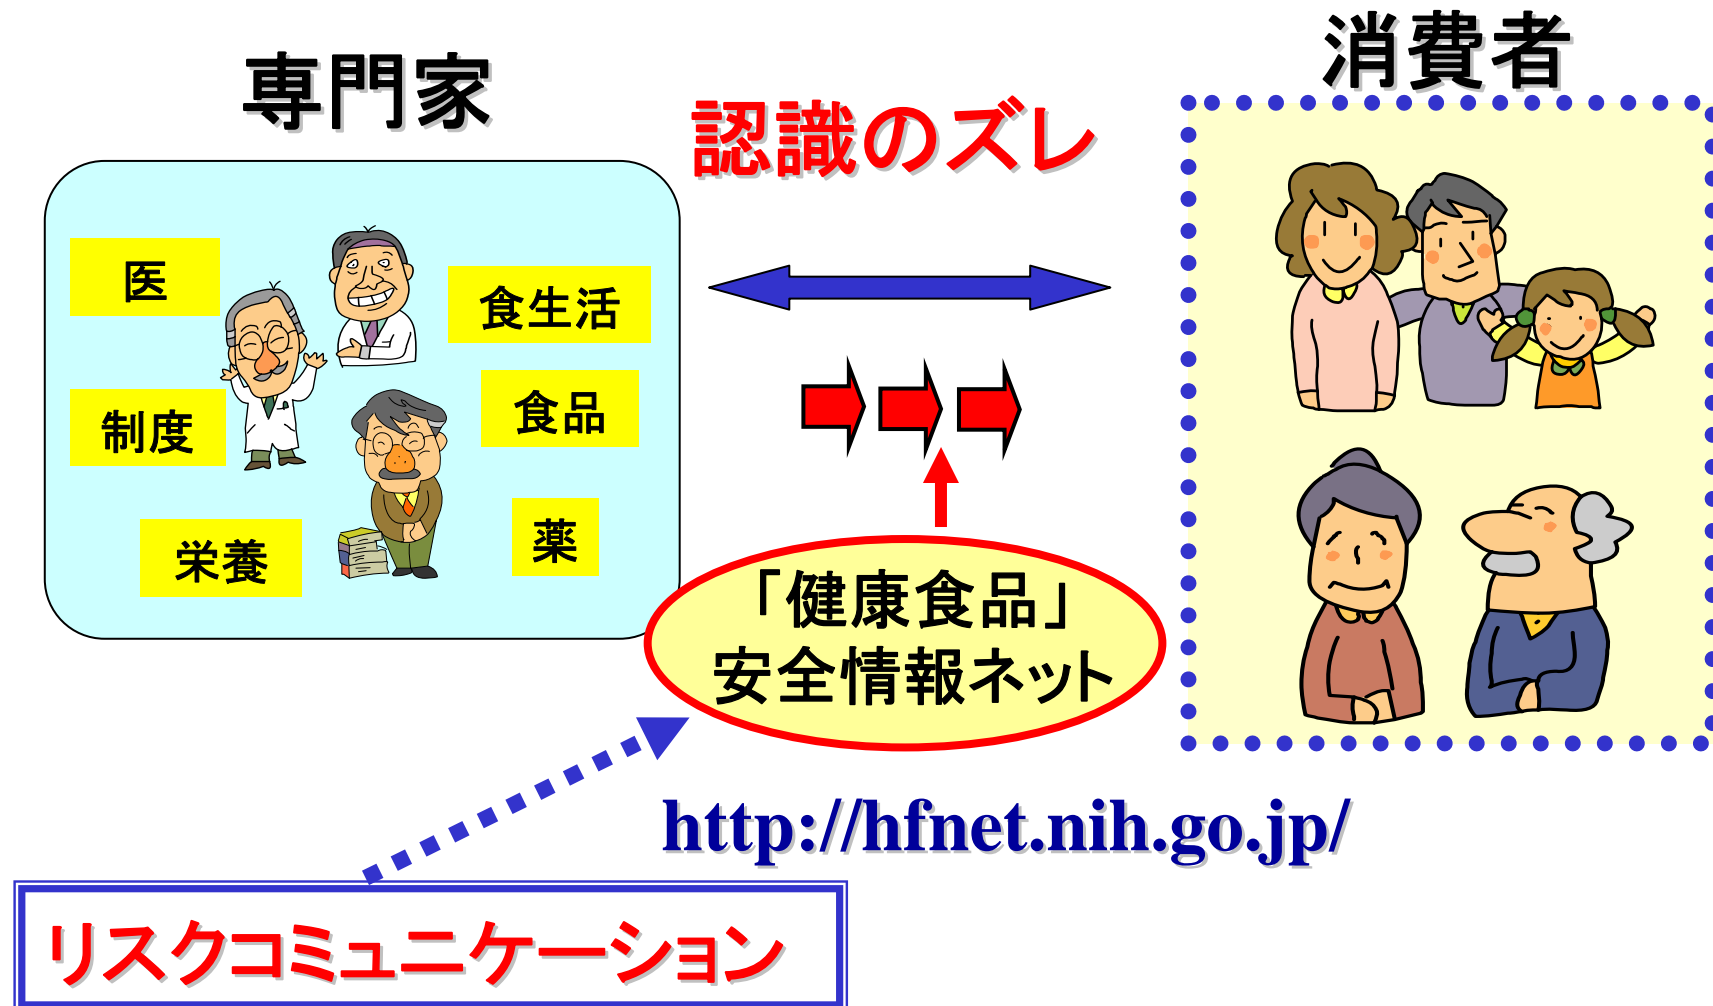 専門家
消費者
認識のズレ
医
食生活
制度
食品
栄養
薬
「健康食品」
安全情報ネット
http://hfnet.nih.go.jp/
リスクコミュニケーション